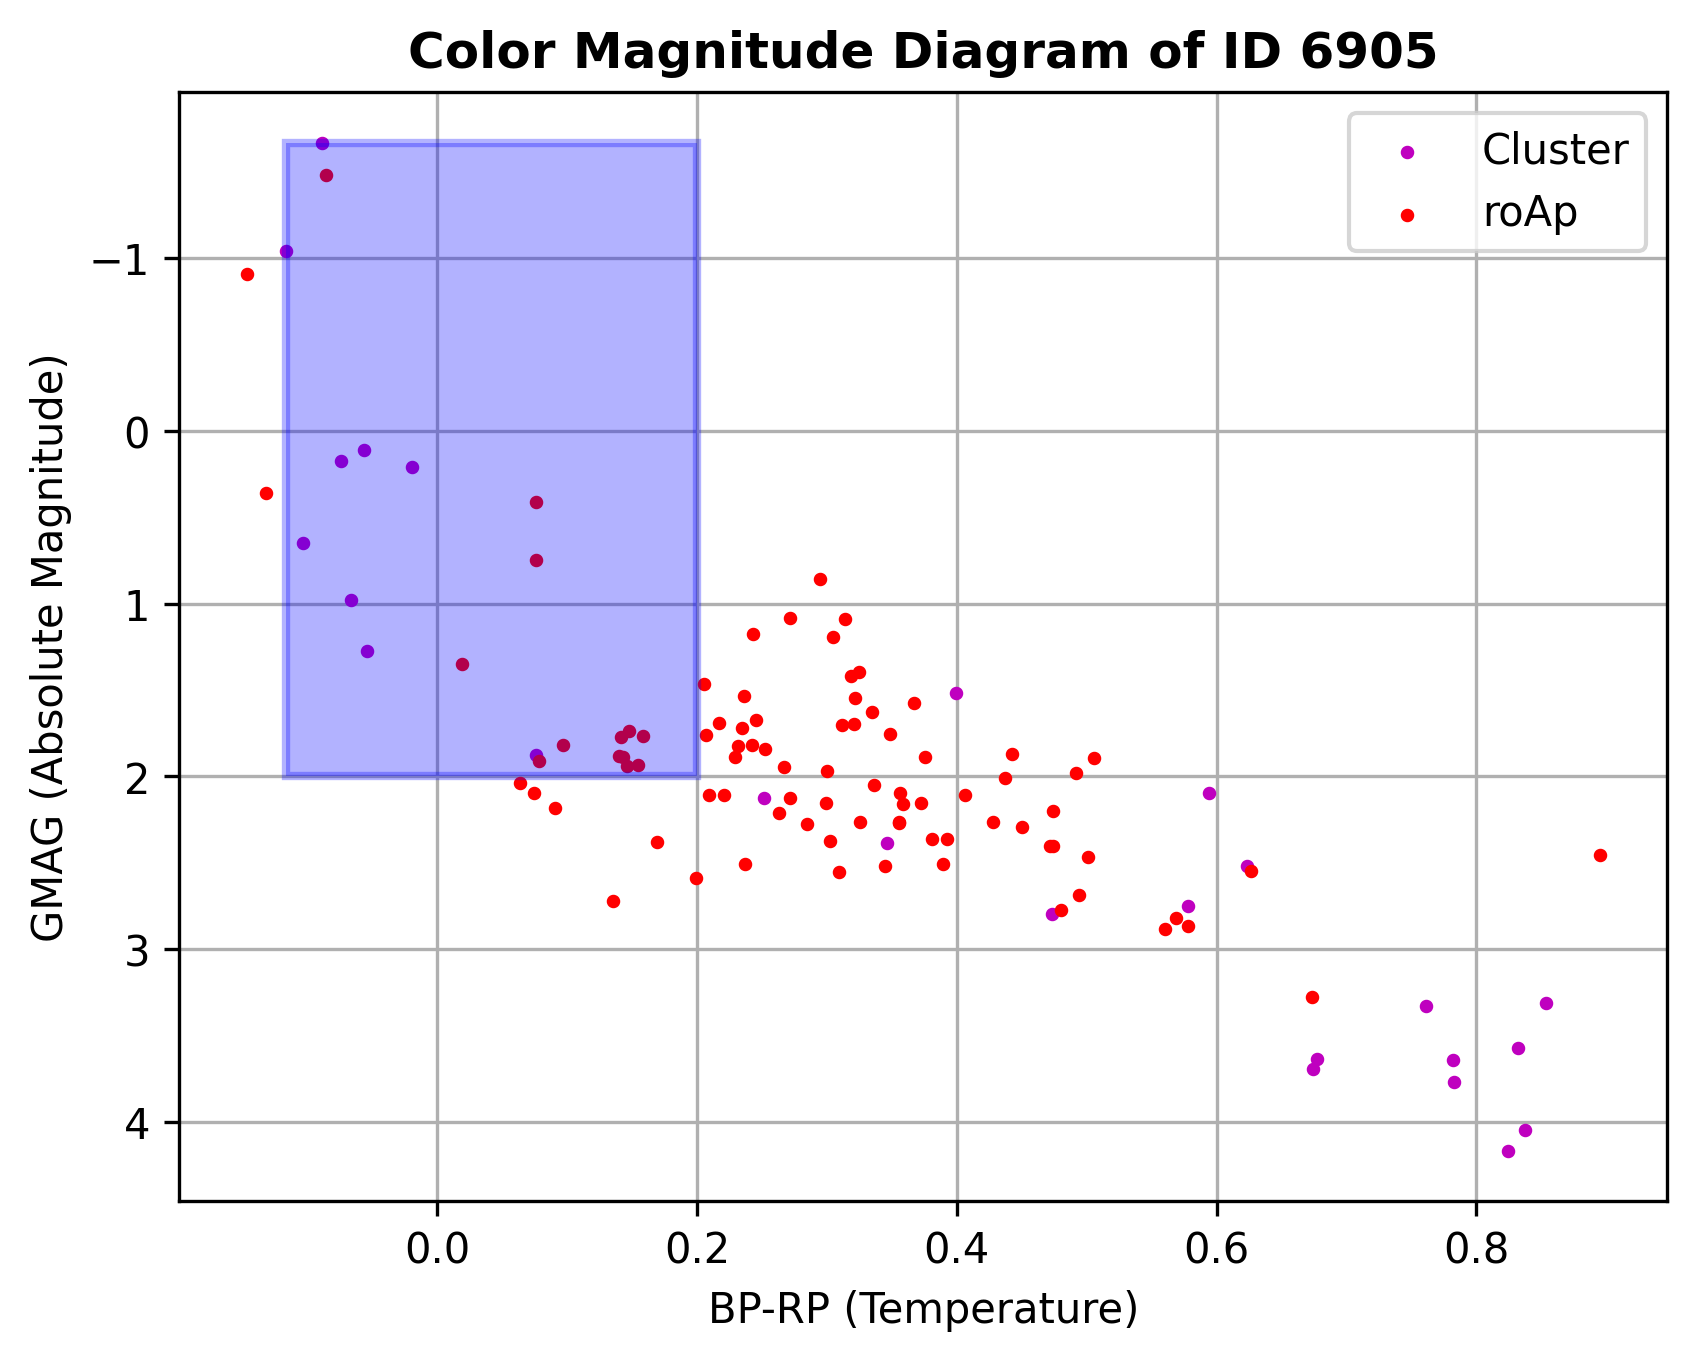 Color Magnitude Diagram of ID 6905
Cluster
roAp
GMAG (Absolute Magnitude)
−1
0
1
2
3
4
0.0 0.2 0.4 0.6 0.8
BP-RP (Temperature)